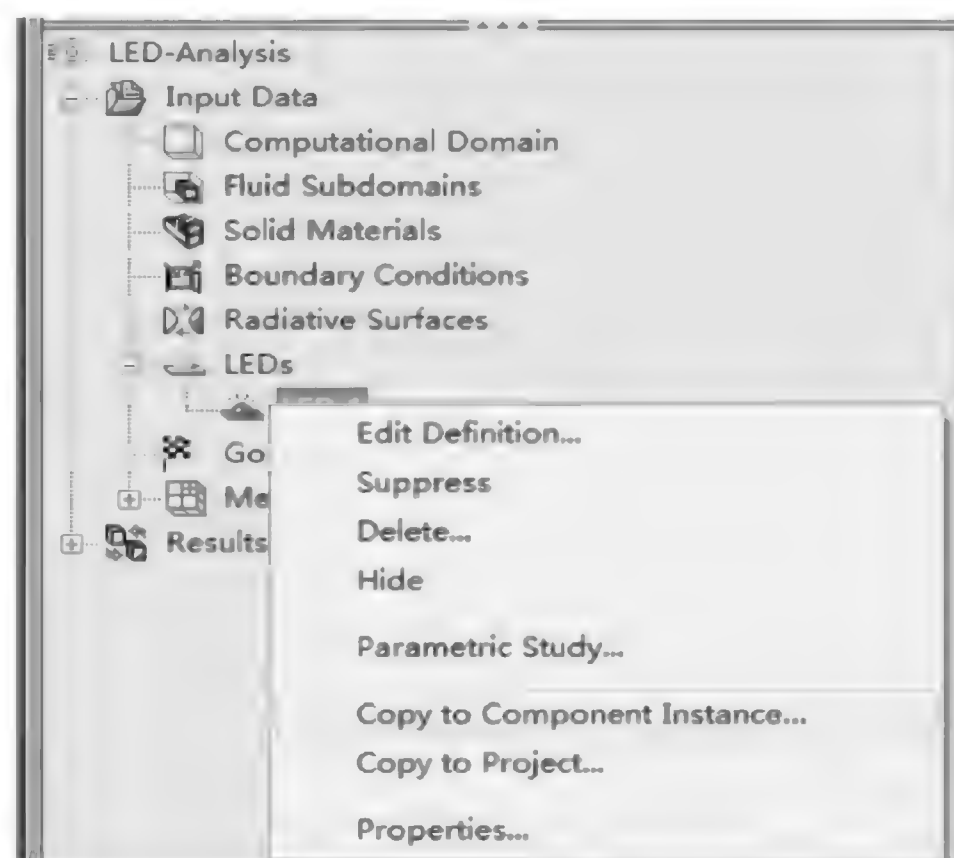 LED-Analysis
Input Data
Computational Domain
Fluid Subdomains
Solid Materials
Boundary Conditions
Radiative Surfaces
LEDs
Go
Me
Results
Edit Definition...
Suppress
Delete...
Hide
Parametric Study...
Copy to Component Instance...
Copy to Project...
Properties...